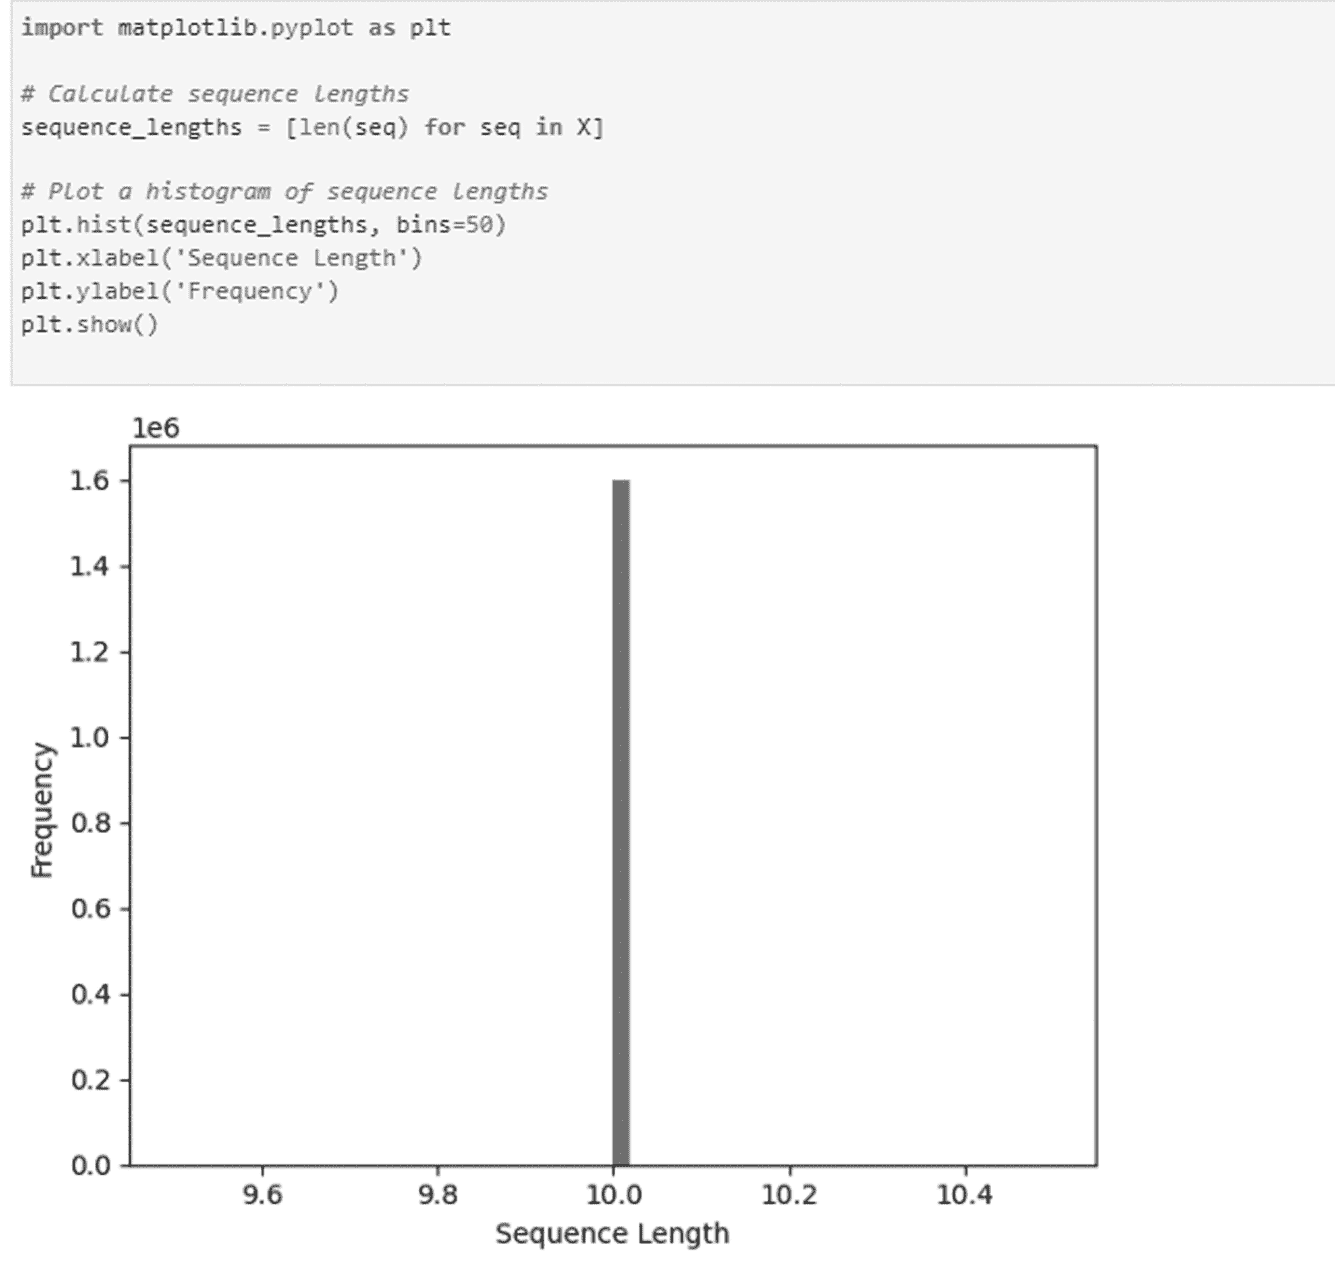 import matplotlib.pyplot as plt
# Calculate sequence lengths
sequence_lengths = [len(seq) for seq in X]
# Plot a histogram of sequence lengths
plt.hist(sequence_lengths, bins=50)
plt.xlabel('Sequence Length')
plt.ylabel('Frequency')
plt.show()
1e6
1.6
1.4
1.2
1.0
0.8
0.6
0.4
0.2
0.0
Frequency
9.6 9.8 10.0 10.2 10.4
Sequence Length